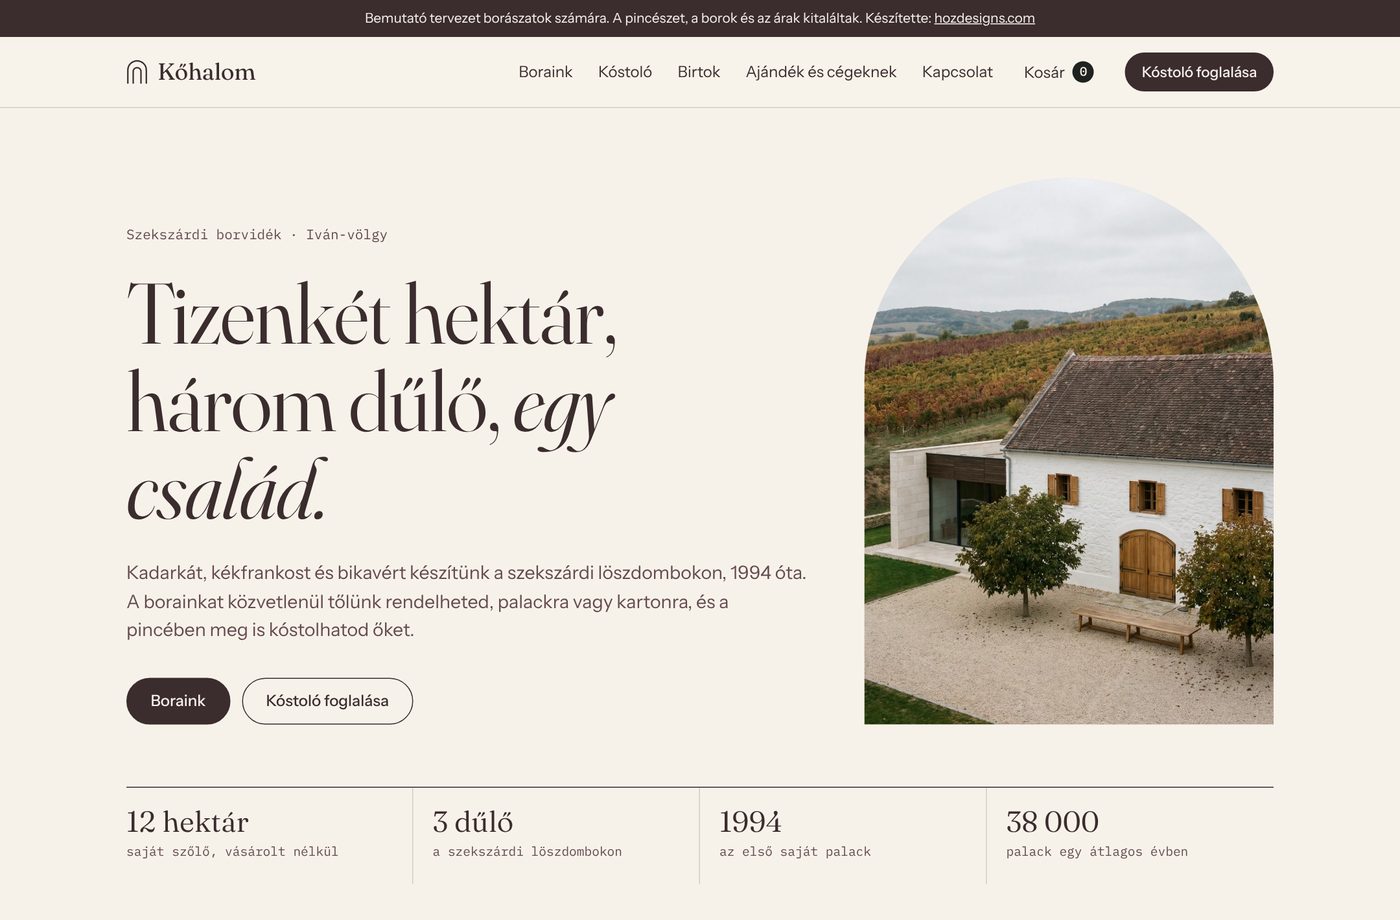 Bemutató tervezet borászatok számára. A pincészet, a borok és az árak kitaláltak. Készítette: hozdesigns.com
Kőhalom
Boraink Kóstoló Birtok Ajándék és cégeknek Kapcsolat Kosár 0 Kóstoló foglalása
Szekszárdi borvidék · Iván-völgy
Tizenkét hektár,
három dűlő, egy
család.
Kadarkát, kékfrankost és bikavért készítünk a szekszárdi löszdombokon, 1994 óta.
A borainkat közvetlenül tőlünk rendelheted, palackra vagy kartonra, és a
pincében meg is kóstolhatod őket.
Boraink Kóstoló foglalása
12 hektár
saját szőlő, vásárolt nélkül
3 dűlő
a szekszárdi löszdombokon
1994
az első saját palack
38 000
palack egy átlagos évben